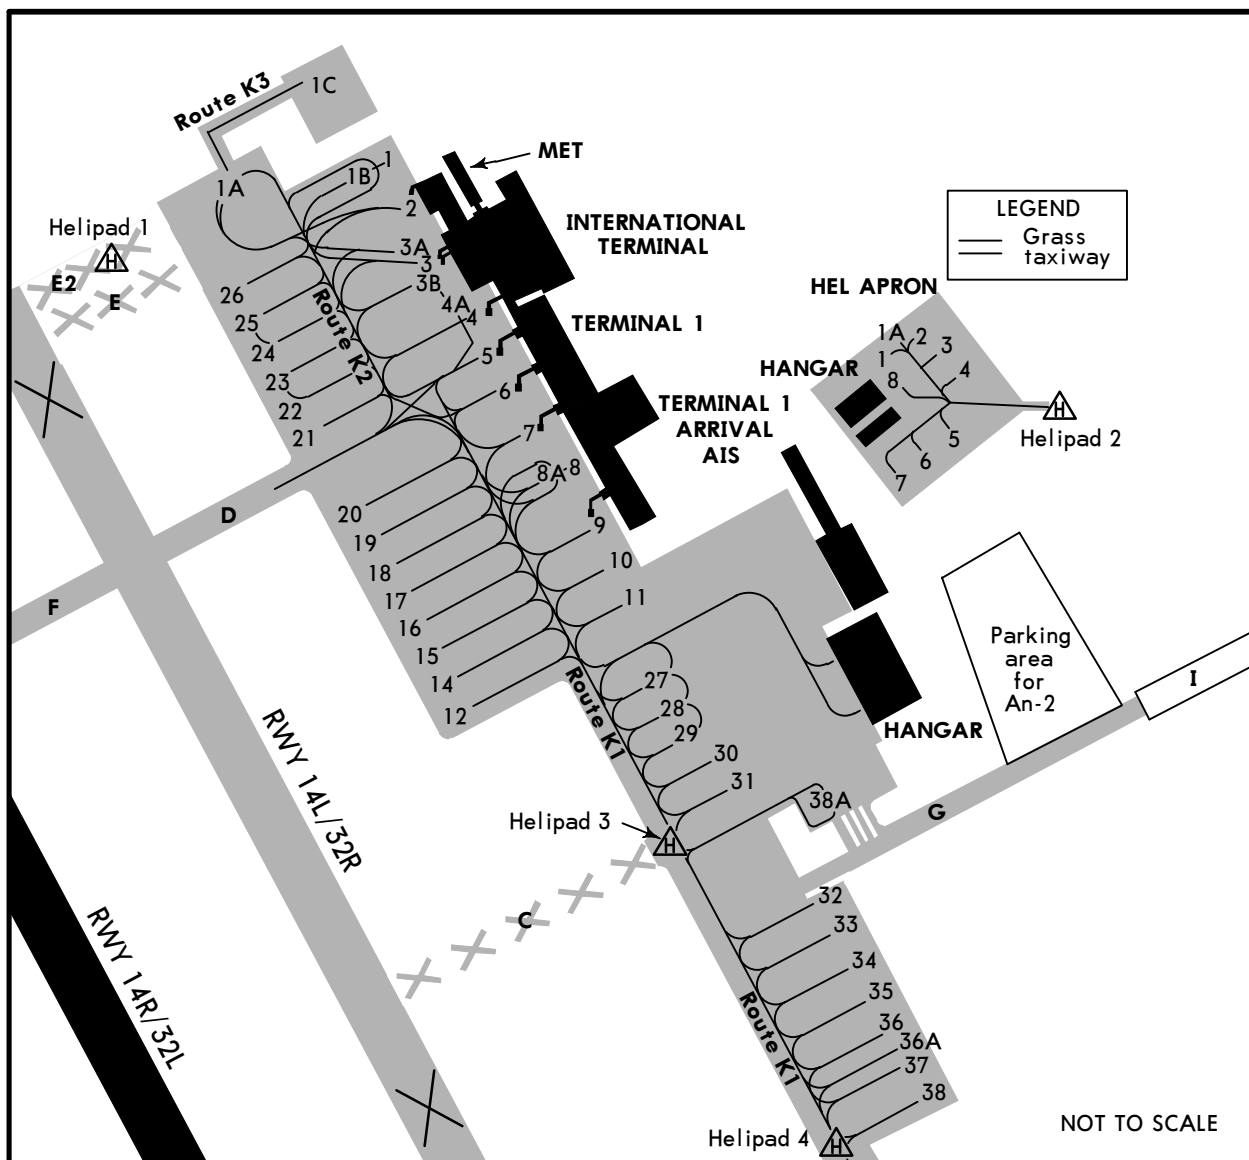 Route K3
1C
MET
1
1B
1A
2
INTERNATIONAL
TERMINAL
LEGEND
Grass
taxiway
Helipad 1
H
E2
E
3A
3
3B
4A
4
26
25
24
23
22
21
Route K2
5
6
7
TERMINAL 1
HEL APRON
1A
2
3
1
4
8
5
6
7
HANGAR
H
Helipad 2
TERMINAL 1
ARRIVAL
AIS
8A
8
9
20
19
18
17
16
15
14
12
10
11
D
F
Parking
area
for
An-2
I
27
28
29
30
31
Route K1
HANGAR
38A
G
RWY 14L/32R
Helipad 3
H
C
32
33
34
35
36
36A
37
38
Route K1
RWY 14R/32L
Helipad 4
H
NOT TO SCALE